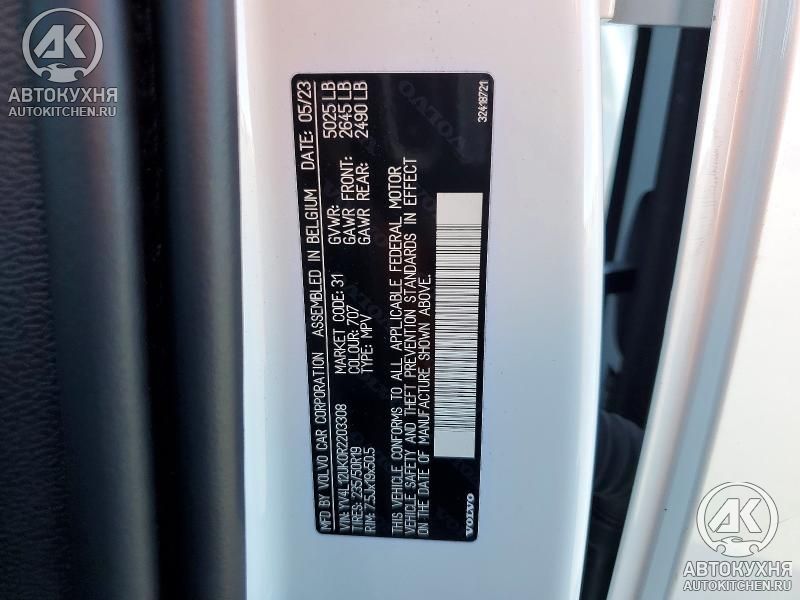 АВТОКУХНЯ
AUTOKITCHEN.RU
MFD BY VOLVO CAR CORPORATION ASSEMBLED IN BELGIUM DATE: 05/23
VIN: YV4L12UK0R2203308 GVWR: 5025 LB
TIRES: 235/50R19 MARKET CODE: 31 GAWR FRONT: 2645 LB
RIM: 7.5Jx19x50.5 COLOUR: 707 GAWR REAR: 2490 LB
TYPE: MPV
THIS VEHICLE CONFORMS TO ALL APPLICABLE FEDERAL MOTOR
VEHICLE SAFETY AND THEFT PREVENTION STANDARDS IN EFFECT
ON THE DATE OF MANUFACTURE SHOWN ABOVE.
VOLVO
32418721
АВТОКУХНЯ
AUTOKITCHEN.RU